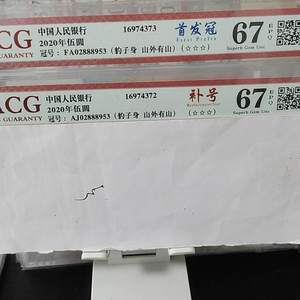 ACG 中国人民银行 16974373 首发冠 67 EPQ
GUARANTY 2020年伍圆 First Prefix Superb Gem Unc
冠号: FA02888953 (豹子身 山外有山) (☆☆☆)
ACG 中国人民银行 16974372 补号 67 EPQ
GUARANTY 2020年伍圆 Replacement Note Superb Gem Unc
冠号: AJ02888953 (豹子身 山外有山) (☆☆☆)